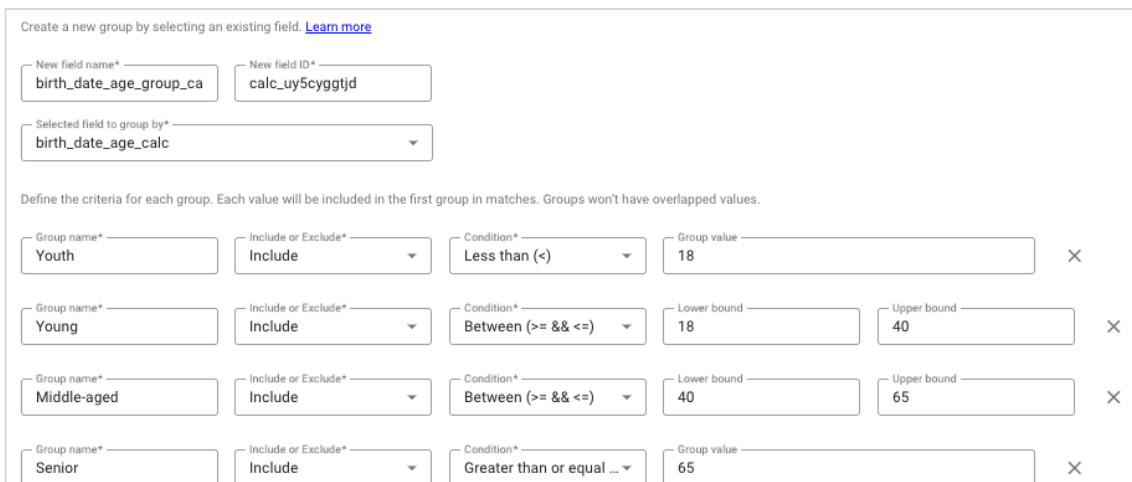 Create a new group by selecting an existing field. Learn more
New field name* New field ID*
birth_date_age_group_ca calc_uy5cyggtjd
Selected field to group by*
birth_date_age_calc
Define the criteria for each group. Each value will be included in the first group in matches. Groups won't have overlapped values.
Group name* Include or Exclude* Condition* Group value
Youth Include Less than (<) 18
Group name* Include or Exclude* Condition* Lower bound Upper bound
Young Include Between (>= && <=) 18 40
Group name* Include or Exclude* Condition* Lower bound Upper bound
Middle-aged Include Between (>= && <=) 40 65
Group name* Include or Exclude* Condition* Group value
Senior Include Greater than or equal ... 65